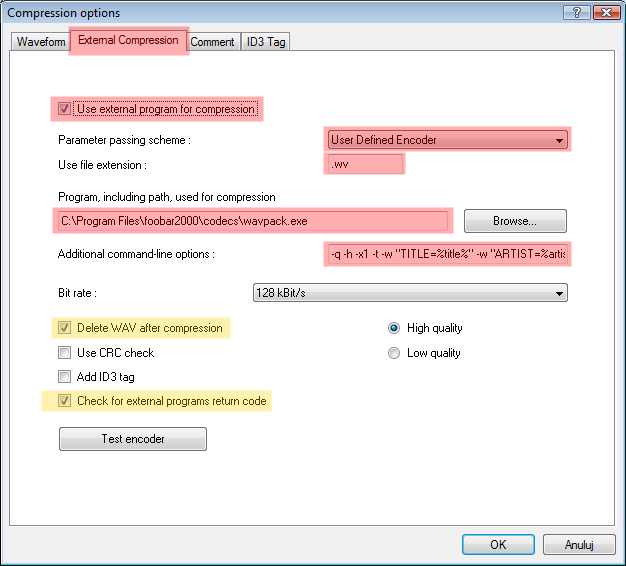 Compression options
Waveform External Compression Comment ID3 Tag
Use external program for compression
Parameter passing scheme : User Defined Encoder
Use file extension : .wv
Program, including path, used for compression
C:\Program Files\foobar2000\codecs\wavpack.exe Browse...
Additional command-line options : -q -h -x1 -t -w "TITLE=%title%" -w "ARTIST=%artis
Bit rate : 128 kBit/s
Delete WAV after compression High quality
Use CRC check Low quality
Add ID3 tag
Check for external programs return code
Test encoder
OK Anuluj